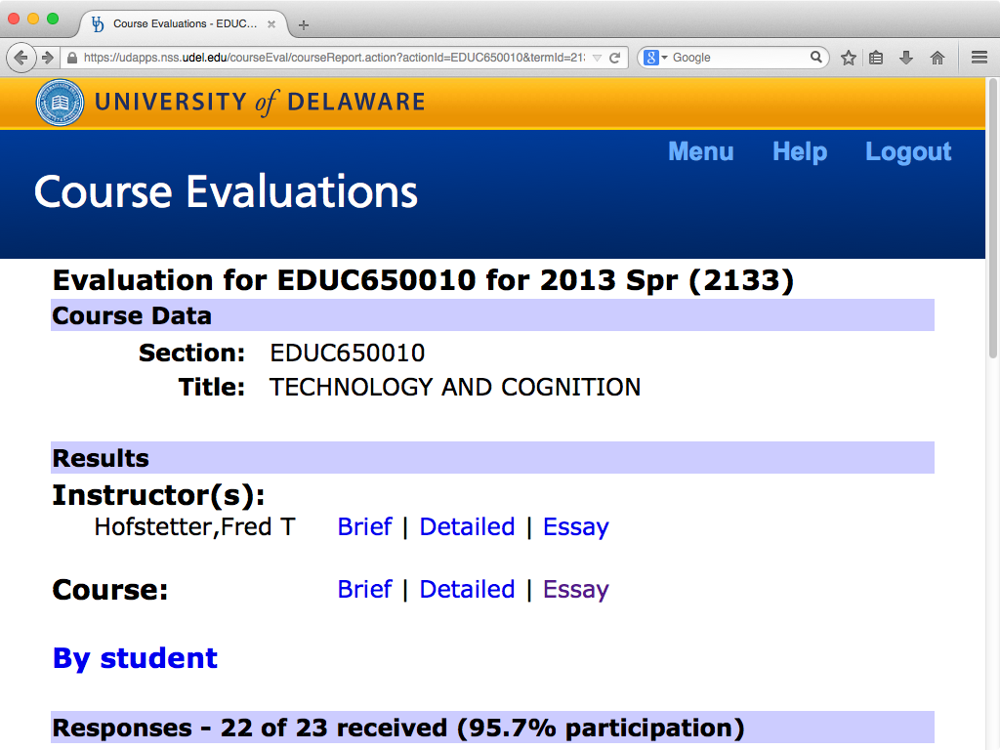 Course Evaluations - EDUC...
https://udapps.nss.udel.edu/courseEval/courseReport.action?actionId=EDUC650010&termId=21
Google
UNIVERSITY of DELAWARE
Menu Help Logout
Course Evaluations
Evaluation for EDUC650010 for 2013 Spr (2133)
Course Data
Section: EDUC650010
Title: TECHNOLOGY AND COGNITION
Results
Instructor(s):
Hofstetter,Fred T Brief | Detailed | Essay
Course: Brief | Detailed | Essay
By student
Responses - 22 of 23 received (95.7% participation)